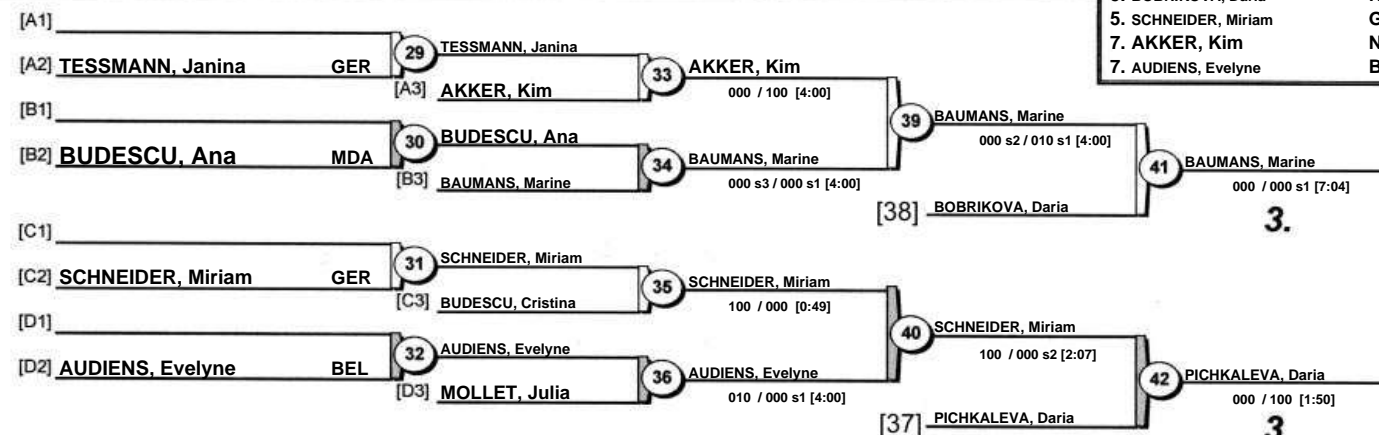 5. SCHNEIDER, Miriam G
7. AKKER, Kim N
7. AUDIENS, Evelyne B
[A1]
[A2] TESSMANN, Janina GER
29
TESSMANN, Janina
[A3] AKKER, Kim
33
AKKER, Kim
000 / 100 [4:00]
[B1]
[B2] BUDESCU, Ana MDA
30
BUDESCU, Ana
[B3] BAUMANS, Marine
34
BAUMANS, Marine
000 s3 / 000 s1 [4:00]
39
BAUMANS, Marine
000 s2 / 010 s1 [4:00]
[38] BOBRIKOVA, Daria
41
BAUMANS, Marine
000 / 000 s1 [7:04]
3.
[C1]
[C2] SCHNEIDER, Miriam GER
31
SCHNEIDER, Miriam
[C3] BUDESCU, Cristina
35
SCHNEIDER, Miriam
100 / 000 [0:49]
[D1]
[D2] AUDIENS, Evelyne BEL
32
AUDIENS, Evelyne
[D3] MOLLET, Julia
36
AUDIENS, Evelyne
010 / 000 s1 [4:00]
40
SCHNEIDER, Miriam
100 / 000 s2 [2:07]
[37] PICHKALEVA, Daria
42
PICHKALEVA, Daria
000 / 100 [1:50]
3